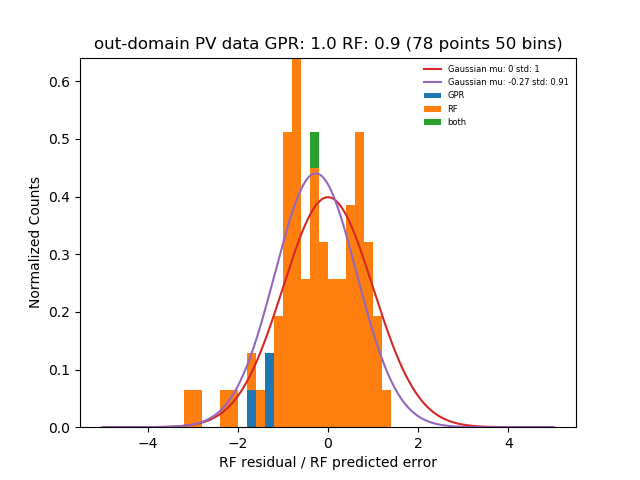 out-domain PV data GPR: 1.0 RF: 0.9 (78 points 50 bins)
Gaussian mu: 0 std: 1
Gaussian mu: -0.27 std: 0.91
GPR
RF
both
Normalized Counts
0.6
0.5
0.4
0.3
0.2
0.1
0.0
−4 −2 0 2 4
RF residual / RF predicted error